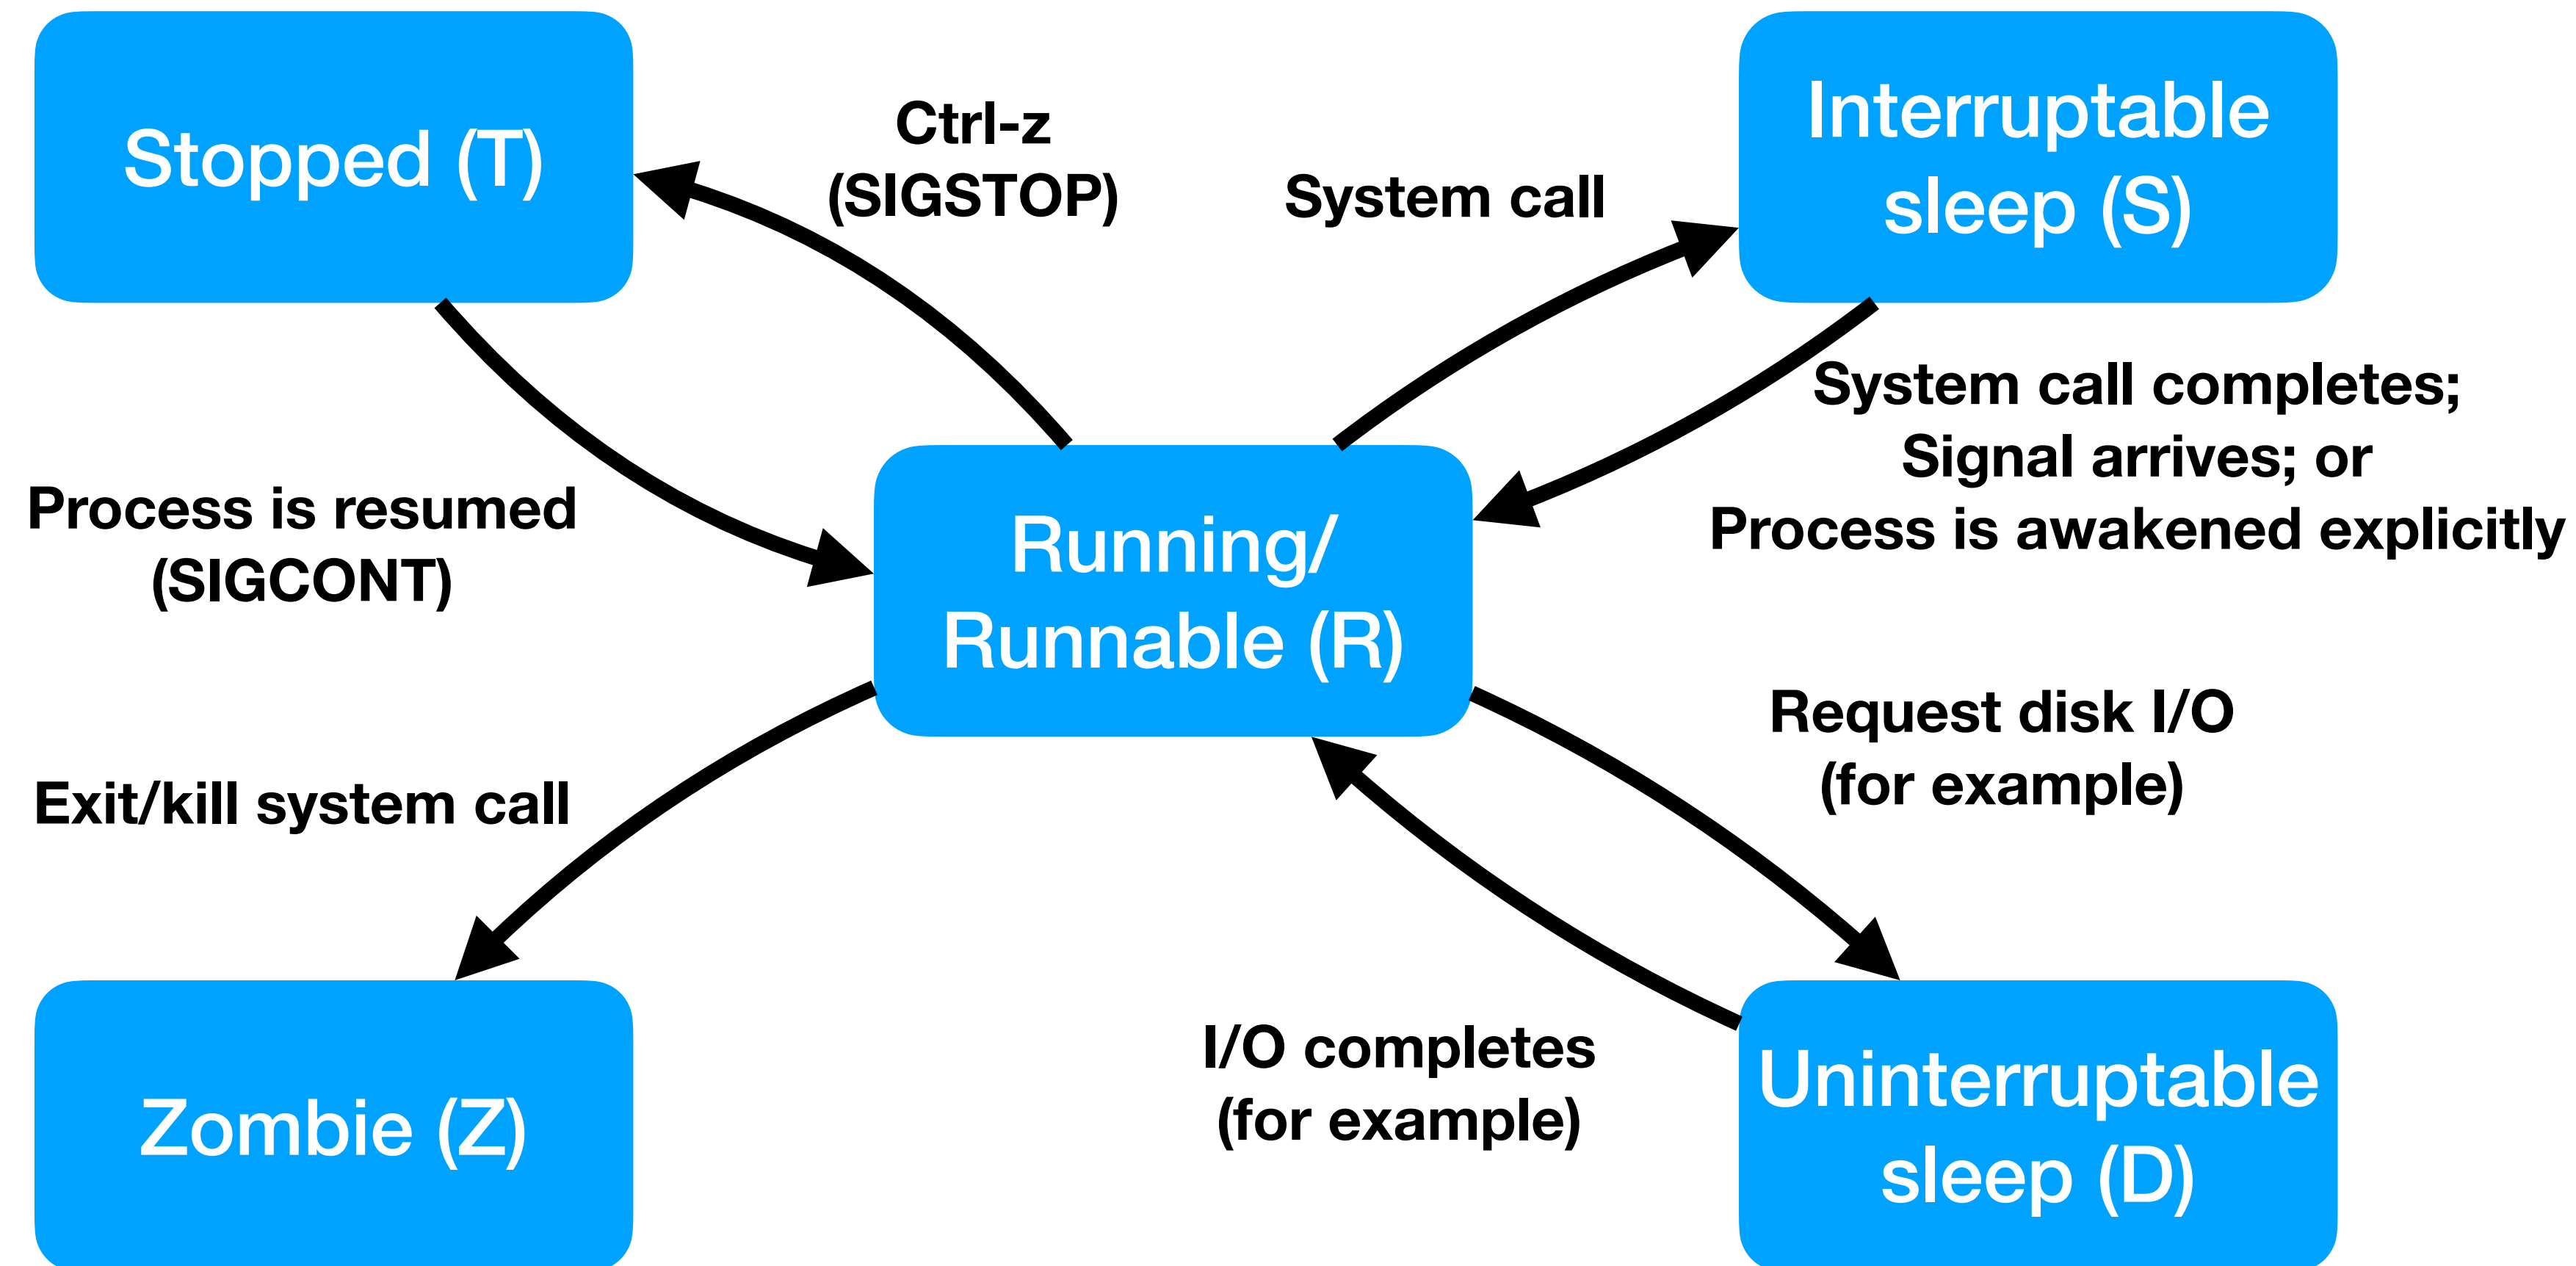 Stopped (T)
Ctrl-z
(SIGSTOP)
System call
Interruptable
sleep (S)
Process is resumed
(SIGCONT)
Running/
Runnable (R)
System call completes;
Signal arrives; or
Process is awakened explicitly
Exit/kill system call
Request disk I/O
(for example)
Zombie (Z)
I/O completes
(for example)
Uninterruptable
sleep (D)